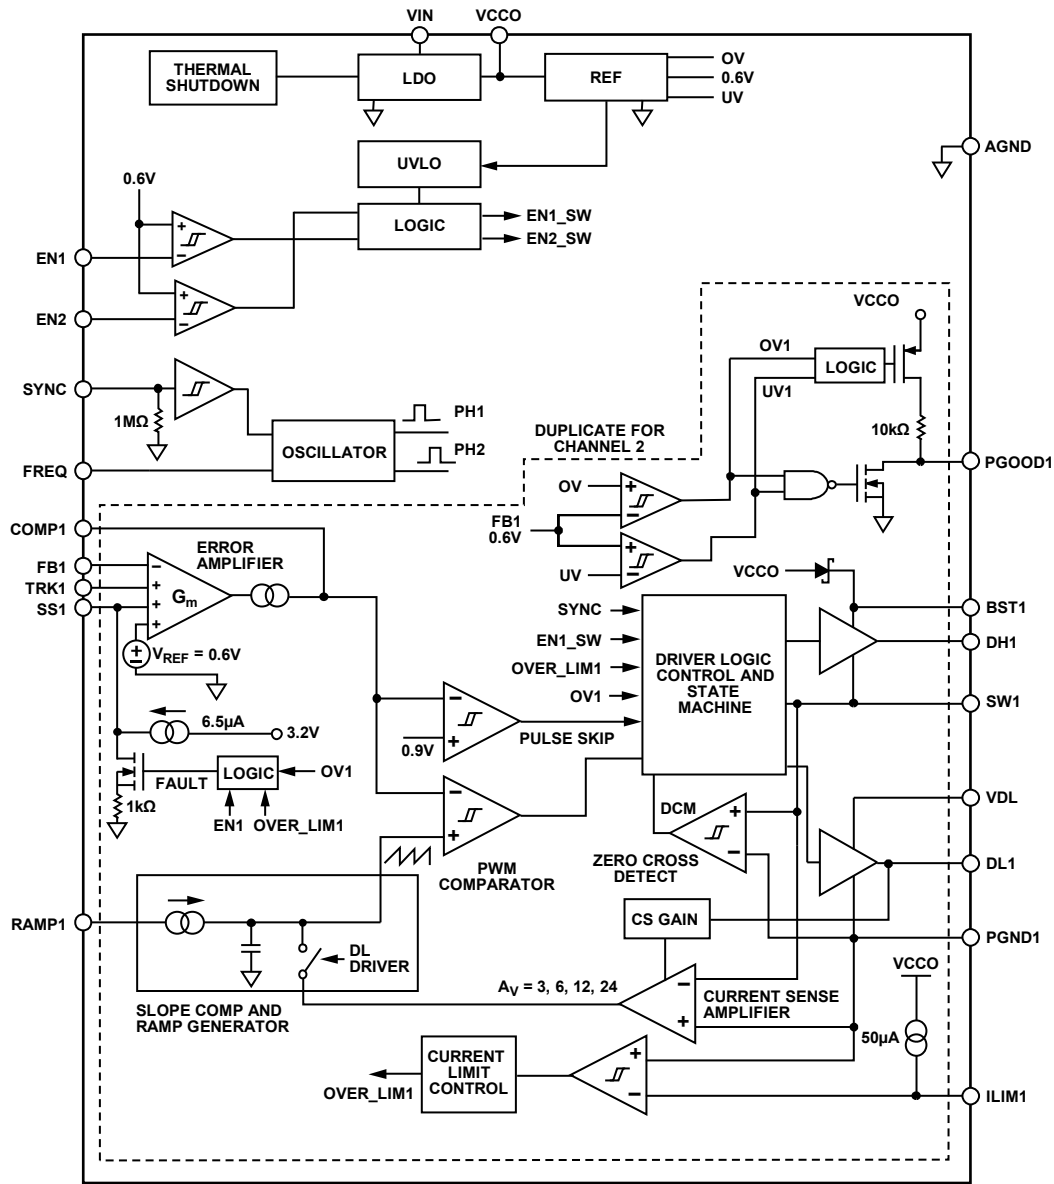 VIN
VCCO
THERMAL
SHUTDOWN
LDO
REF
OV
0.6V
UV
AGND
UVLO
0.6V
LOGIC
EN1_SW
EN2_SW
+
−
EN1
+
−
EN2
VCCO
OV1
LOGIC
UV1
SYNC
1MΩ
10kΩ
PH1
OSCILLATOR
PH2
DUPLICATE FOR
CHANNEL 2
FREQ
PGOOD1
OV
+
−
FB1
0.6V
+
−
UV
COMP1
ERROR
AMPLIFIER
FB1
−
TRK1
+
Gm
SS1
+
+
VREF = 0.6V
VCCO
BST1
SYNC
EN1_SW
OVER_LIM1
OV1
DRIVER LOGIC
CONTROL AND
STATE
MACHINE
DH1
SW1
6.5µA
3.2V
−
+
0.9V
PULSE SKIP
FAULT
LOGIC
OV1
1kΩ
EN1
OVER_LIM1
−
+
PWM
COMPARATOR
DCM
+
−
ZERO CROSS
DETECT
VDL
DL1
RAMP1
DL
DRIVER
SLOPE COMP AND
RAMP GENERATOR
CS GAIN
PGND1
AV = 3, 6, 12, 24
−
+
CURRENT SENSE
AMPLIFIER
VCCO
50µA
CURRENT
LIMIT
CONTROL
OVER_LIM1
+
−
ILIM1